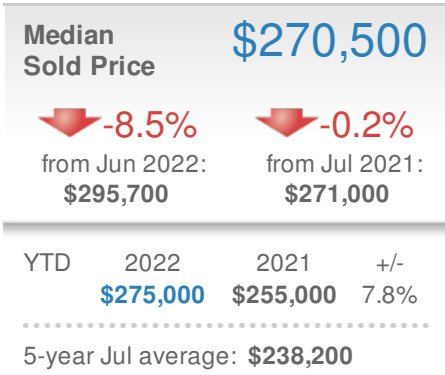 Median $270,500
Sold Price
-8.5% -0.2%
from Jun 2022: from Jul 2021:
$295,700 $271,000
YTD 2022 2021 +/-
$275,000 $255,000 7.8%
5-year Jul average: $238,200